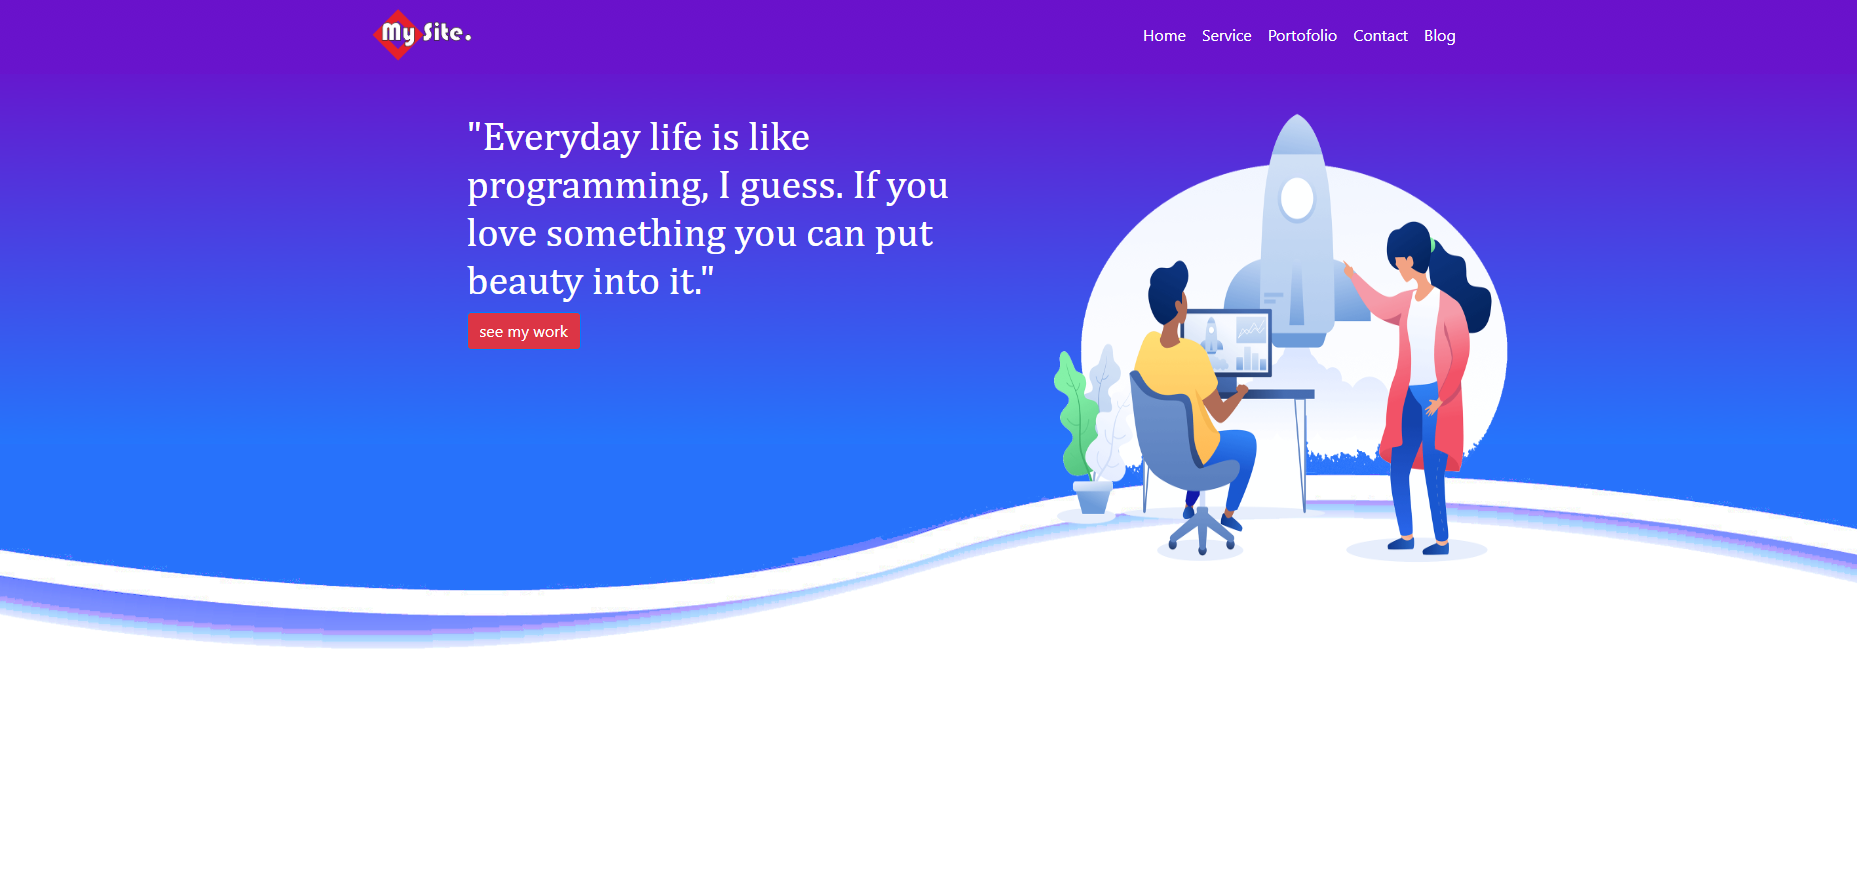 My Site.
Home Service Portofolio Contact Blog
"Everyday life is like
programming, I guess. If you
love something you can put
beauty into it."
see my work